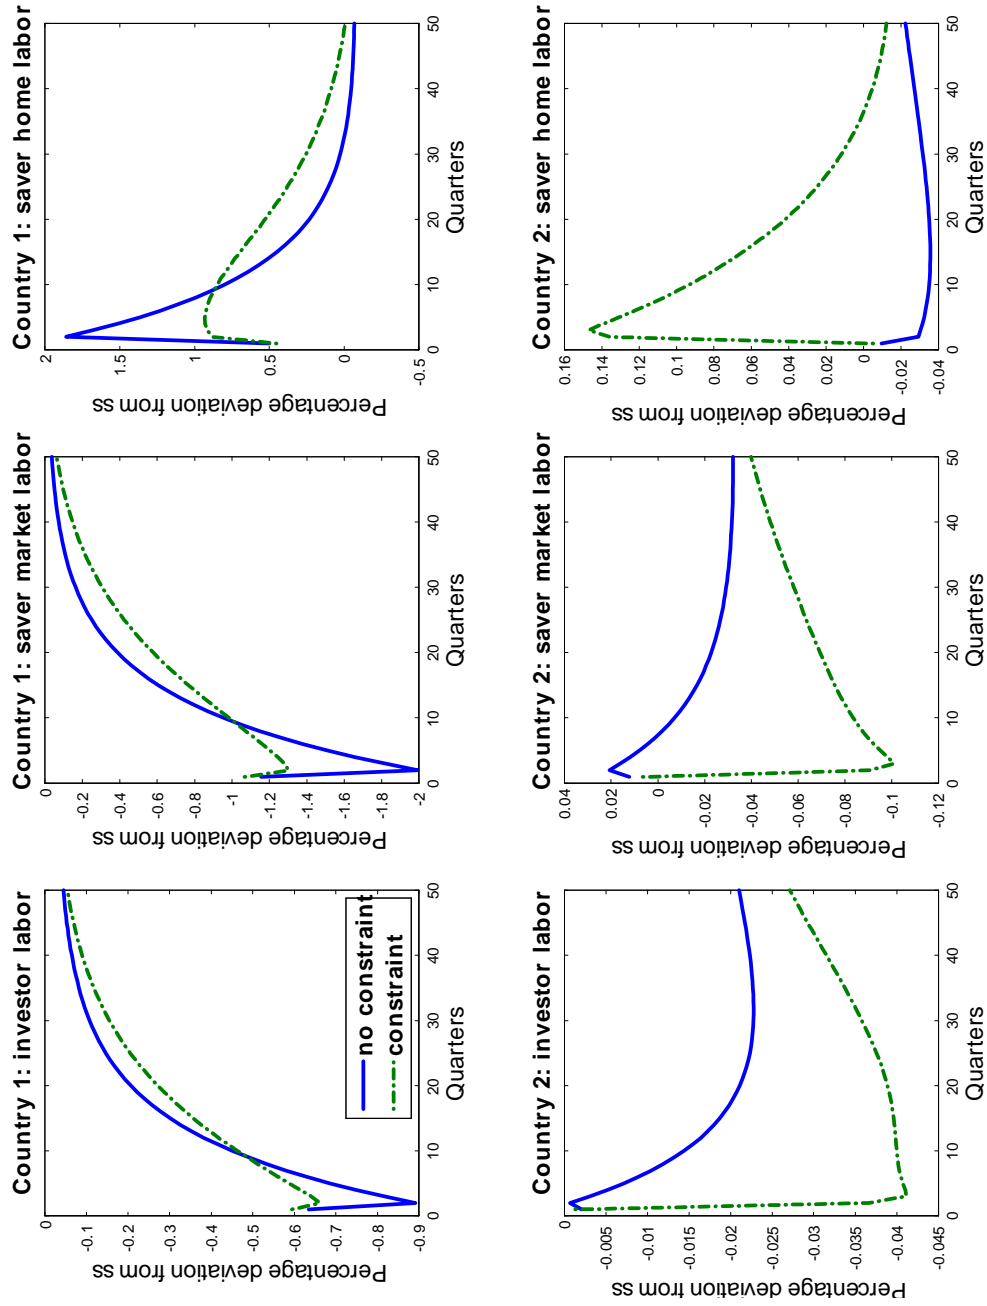 Country 1: investor labor
Percentage deviation from ss
0
-0.1
-0.2
-0.3
-0.4
-0.5
-0.6
-0.7
-0.8
-0.9
0 10 20 30 40 50
Quarters
no constraint
constraint
Country 1: saver market labor
Percentage deviation from ss
0
-0.2
-0.4
-0.6
-0.8
-1
-1.2
-1.4
-1.6
-1.8
-2
0 10 20 30 40 50
Quarters
Country 1: saver home labor
Percentage deviation from ss
2
1.5
1
0.5
0
-0.5
0 10 20 30 40 50
Quarters
Country 2: investor labor
Percentage deviation from ss
0
-0.005
-0.01
-0.015
-0.02
-0.025
-0.03
-0.035
-0.04
-0.045
0 10 20 30 40 50
Quarters
Country 2: saver market labor
Percentage deviation from ss
0.04
0.02
0
-0.02
-0.04
-0.06
-0.08
-0.1
-0.12
0 10 20 30 40 50
Quarters
Country 2: saver home labor
Percentage deviation from ss
0.16
0.14
0.12
0.1
0.08
0.06
0.04
0.02
0
-0.02
-0.04
0 10 20 30 40 50
Quarters